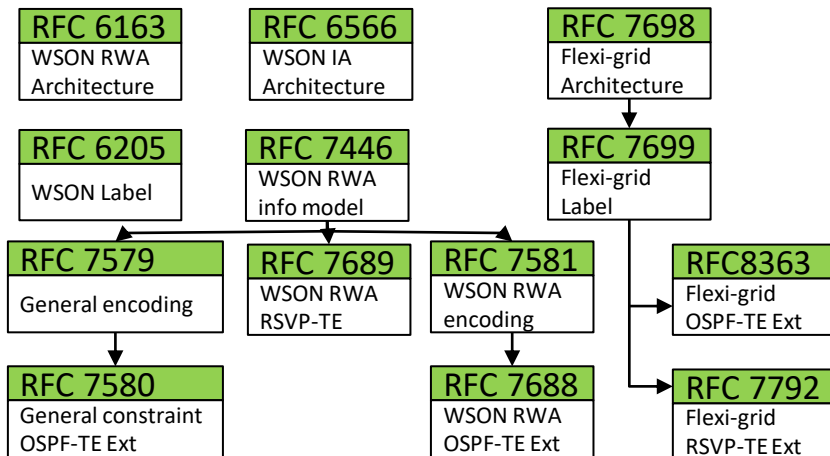 RFC 6163
WSON RWA
Architecture
RFC 6566
WSON IA
Architecture
RFC 7698
Flexi-grid
Architecture
RFC 6205
WSON Label
RFC 7446
WSON RWA
info model
RFC 7699
Flexi-grid
Label
RFC 7579
General encoding
RFC 7689
WSON RWA
RSVP-TE
RFC 7581
WSON RWA
encoding
RFC8363
Flexi-grid
OSPF-TE Ext
RFC 7580
General constraint
OSPF-TE Ext
RFC 7688
WSON RWA
OSPF-TE Ext
RFC 7792
Flexi-grid
RSVP-TE Ext